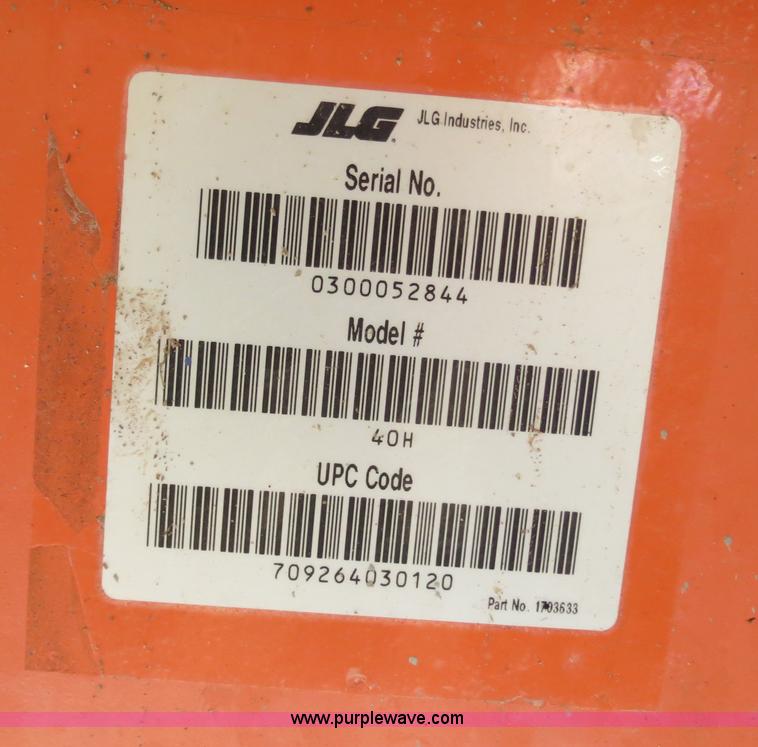 JLG JLG Industries, Inc.
Serial No.
0300052844
Model #
40H
UPC Code
709264030120
Part No. 1703633
www.purplewave.com